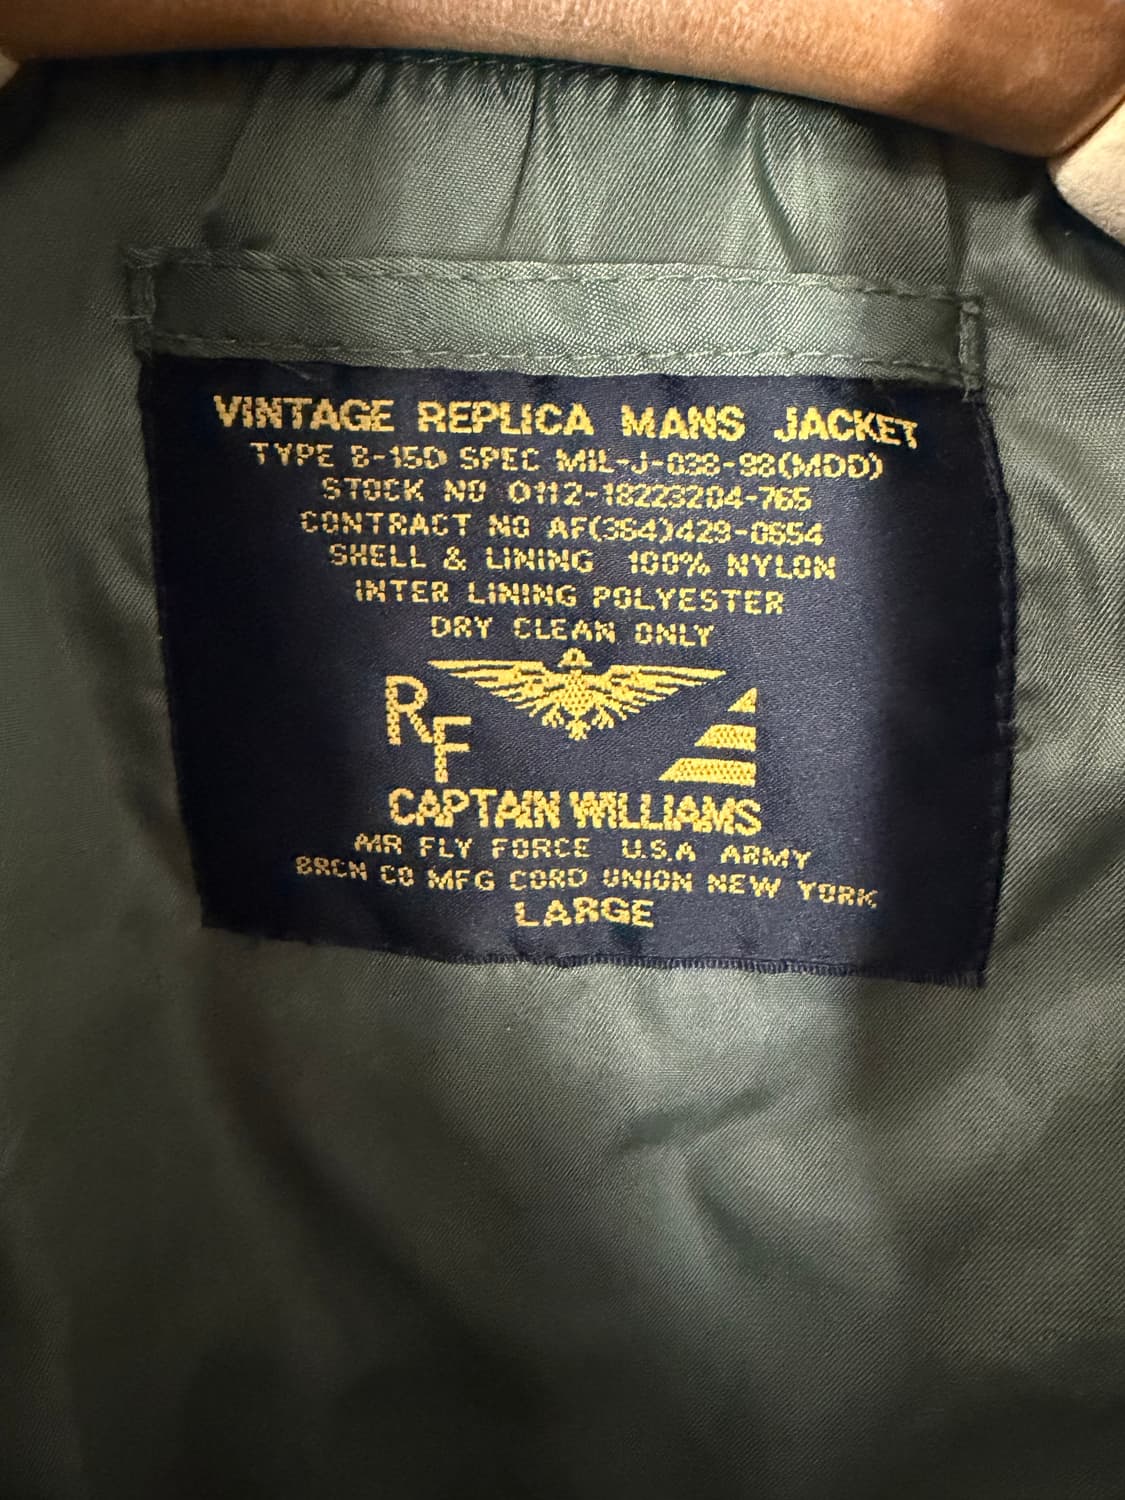 VINTAGE REPLICA MANS JACKET
TYPE B-15D SPEC MIL-J-038-98(MDD)
STOCK NO 0112-18223204-765
CONTRACT NO AF(364)429-0654
SHELL & LINING 100% NYLON
INTER LINING POLYESTER
DRY CLEAN ONLY
RF
CAPTAIN WILLIAMS
AIR FLY FORCE U.S.A ARMY
BRCN CO MFG CORD UNION NEW YORK
LARGE